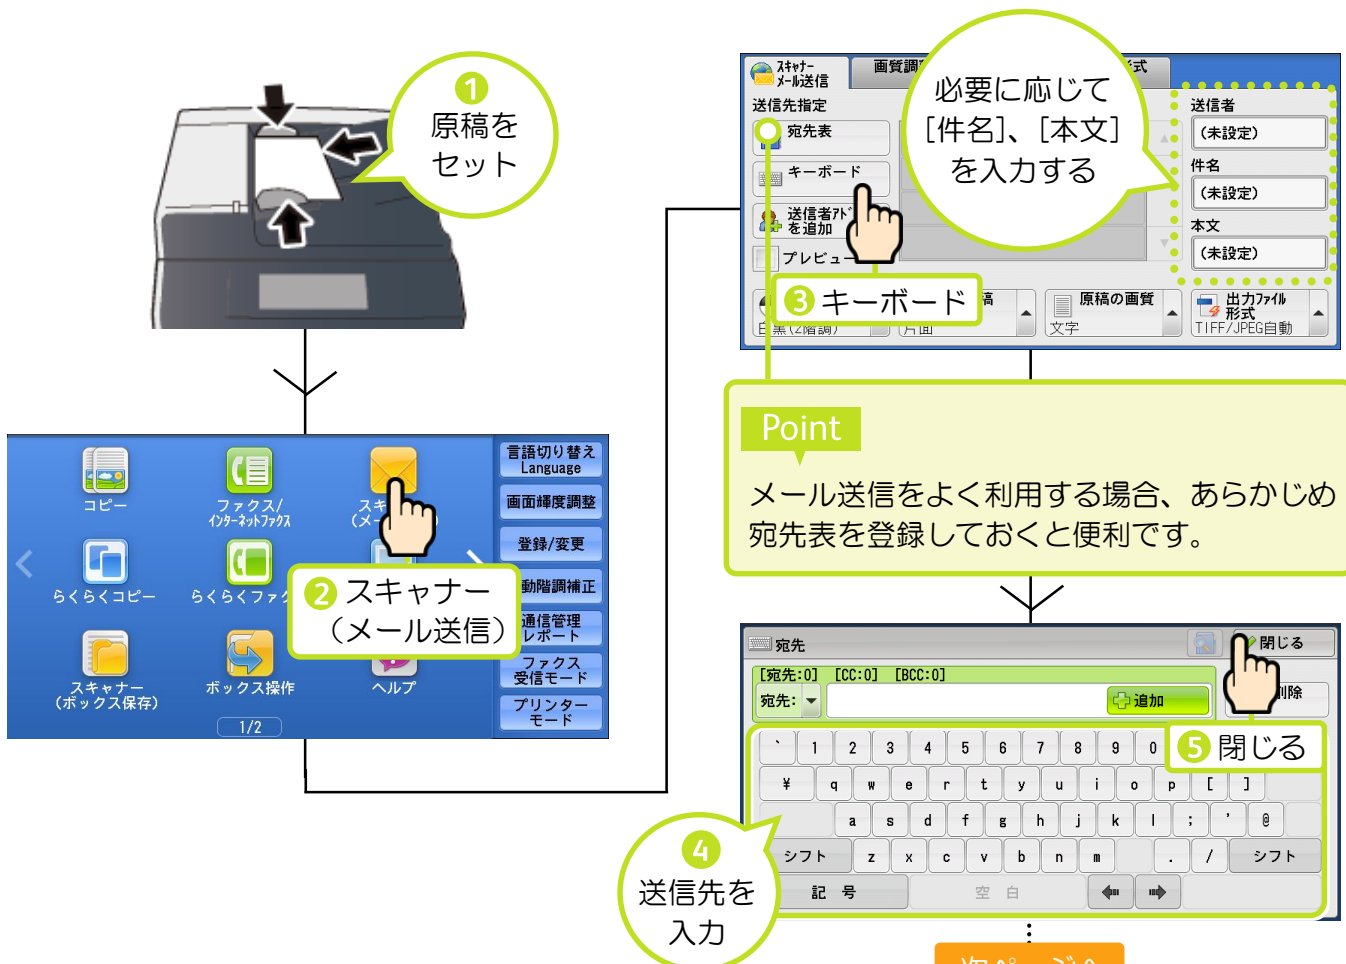 1
原稿を
セット
コピー
ファクス/
インターネットファクス
らくらくコピー
スキャナー
(ボックス保存)
ボックス操作
ヘルプ
1/2
言語切り替え
Language
画面輝度調整
登録/変更
動階調補正
通信管理
レポート
ファクス
受信モード
プリンター
モード
2 スキャナー
(メール送信)
スキャナー
メール送信
送信先指定
宛先表
キーボード
送信者アド
を追加
プレビュー
必要に応じて
[件名]、[本文]
を入力する
送信者
(未設定)
件名
(未設定)
本文
(未設定)
3 キーボード
白黒(2階調)
片面
原稿の画質
文字
出力ファイル
形式
TIFF/JPEG自動
Point
メール送信をよく利用する場合、あらかじめ
宛先表を登録しておくと便利です。
宛先
閉じる
[宛先:0] [CC:0] [BCC:0]
宛先:
追加
削除
5 閉じる
` 1 2 3 4 5 6 7 8 9 0
¥ q w e r t y u i o p [ ]
a s d f g h j k l ; ' @
シフト z x c v b n m . / シフト
記号 空白
4
送信先を
入力
次ページへ